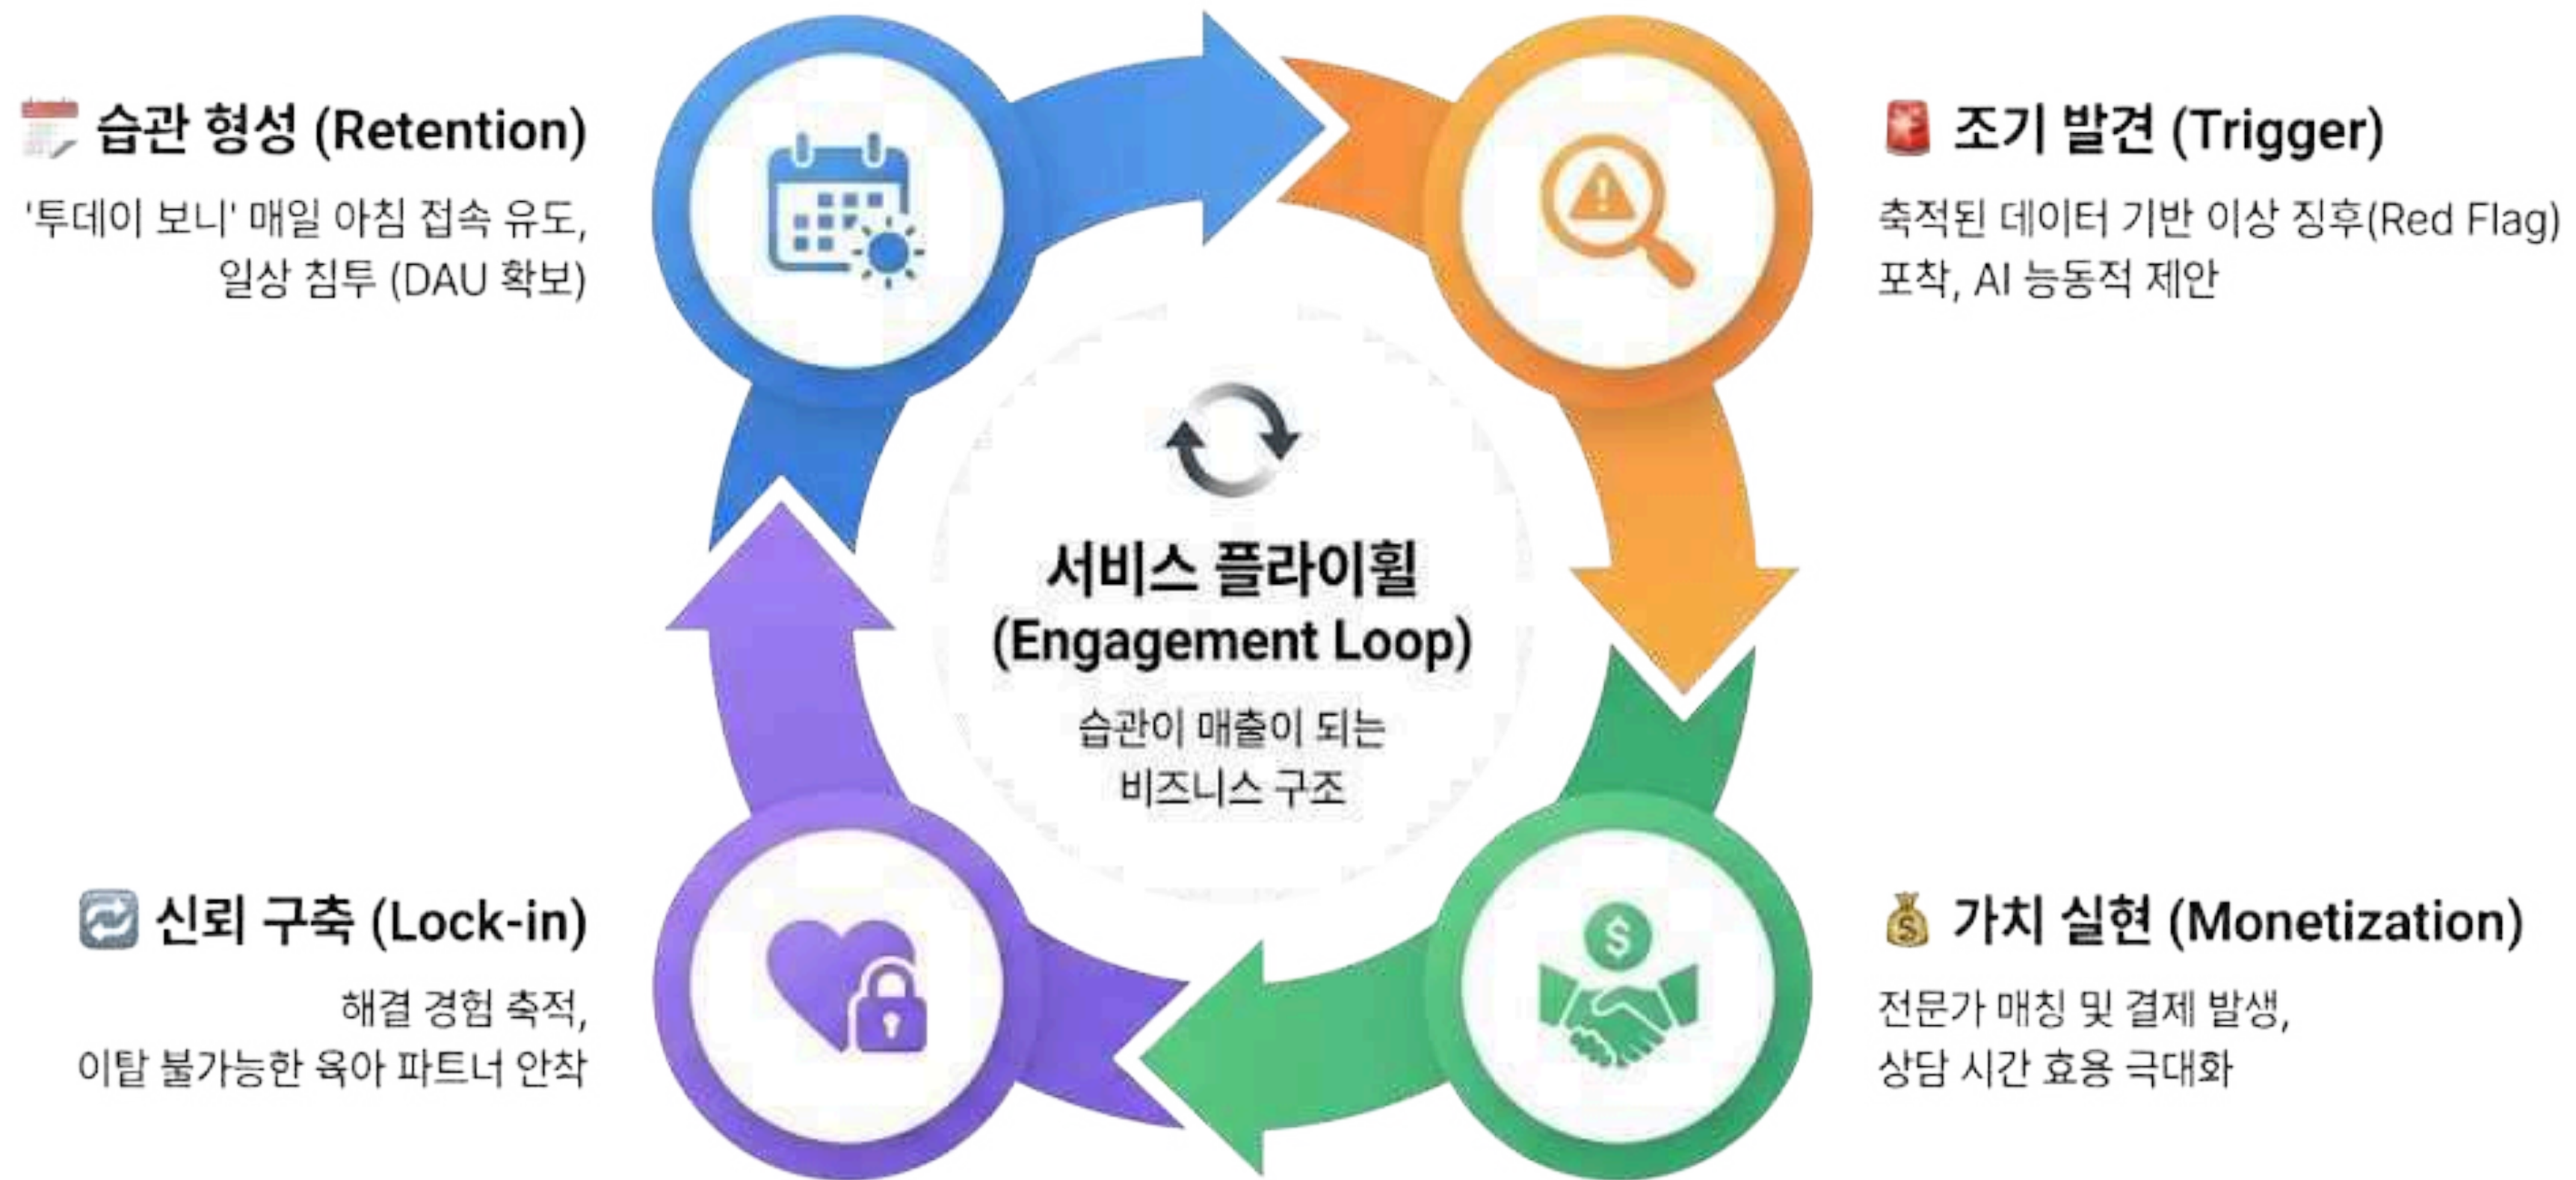 습관 형성 (Retention)
'투데이 보니' 매일 아침 접속 유도,
일상 침투 (DAU 확보)
조기 발견 (Trigger)
축적된 데이터 기반 이상 징후(Red Flag)
포착, AI 능동적 제안
서비스 플라이휠
(Engagement Loop)
습관이 매출이 되는
비즈니스 구조
신뢰 구축 (Lock-in)
해결 경험 축적,
이탈 불가능한 육아 파트너 안착
가치 실현 (Monetization)
전문가 매칭 및 결제 발생,
상담 시간 효용 극대화